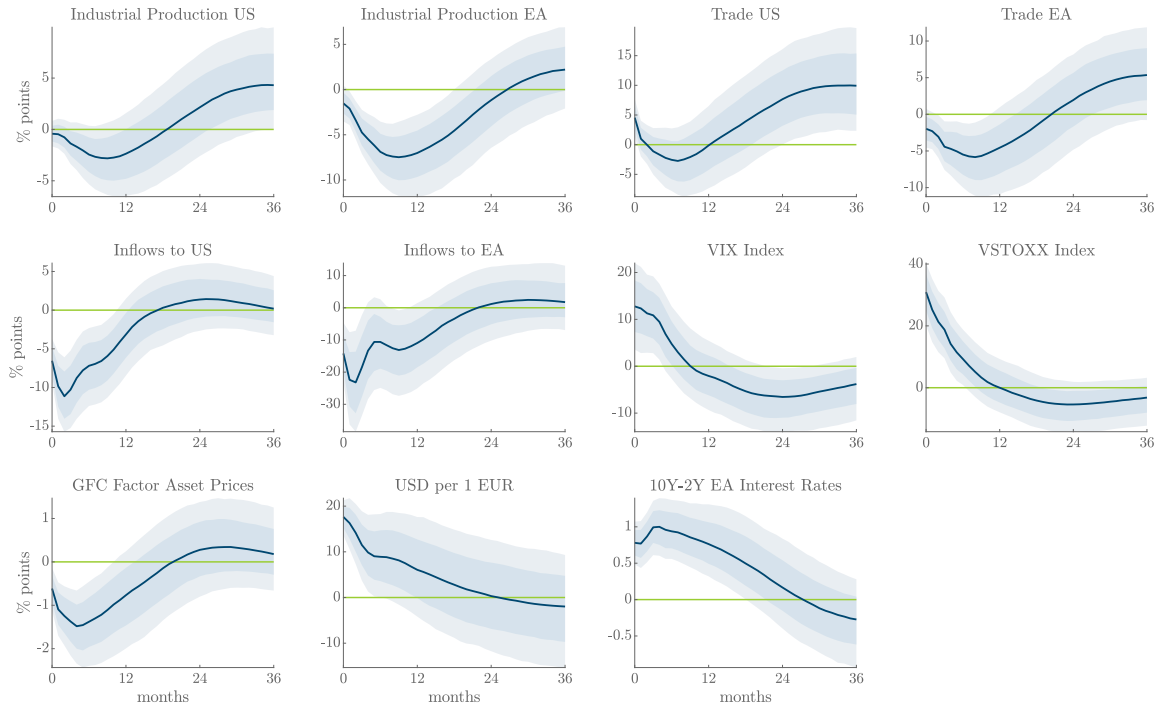 Industrial Production US
Industrial Production EA
Trade US
Trade EA
% points
5
0
-5
0 12 24 36
5
0
-5
-10
0 12 24 36
15
10
5
0
-5
0 12 24 36
10
5
0
-5
-10
0 12 24 36
Inflows to US
Inflows to EA
VIX Index
VSTOXX Index
% points
5
0
-5
-10
-15
0 12 24 36
10
0
-10
-20
-30
0 12 24 36
20
10
0
-10
0 12 24 36
40
20
0
0 12 24 36
GFC Factor Asset Prices
USD per 1 EUR
10Y-2Y EA Interest Rates
% points
1
0
-1
-2
0 12 24 36
months
20
10
0
-10
0 12 24 36
months
1
0.5
0
-0.5
0 12 24 36
months